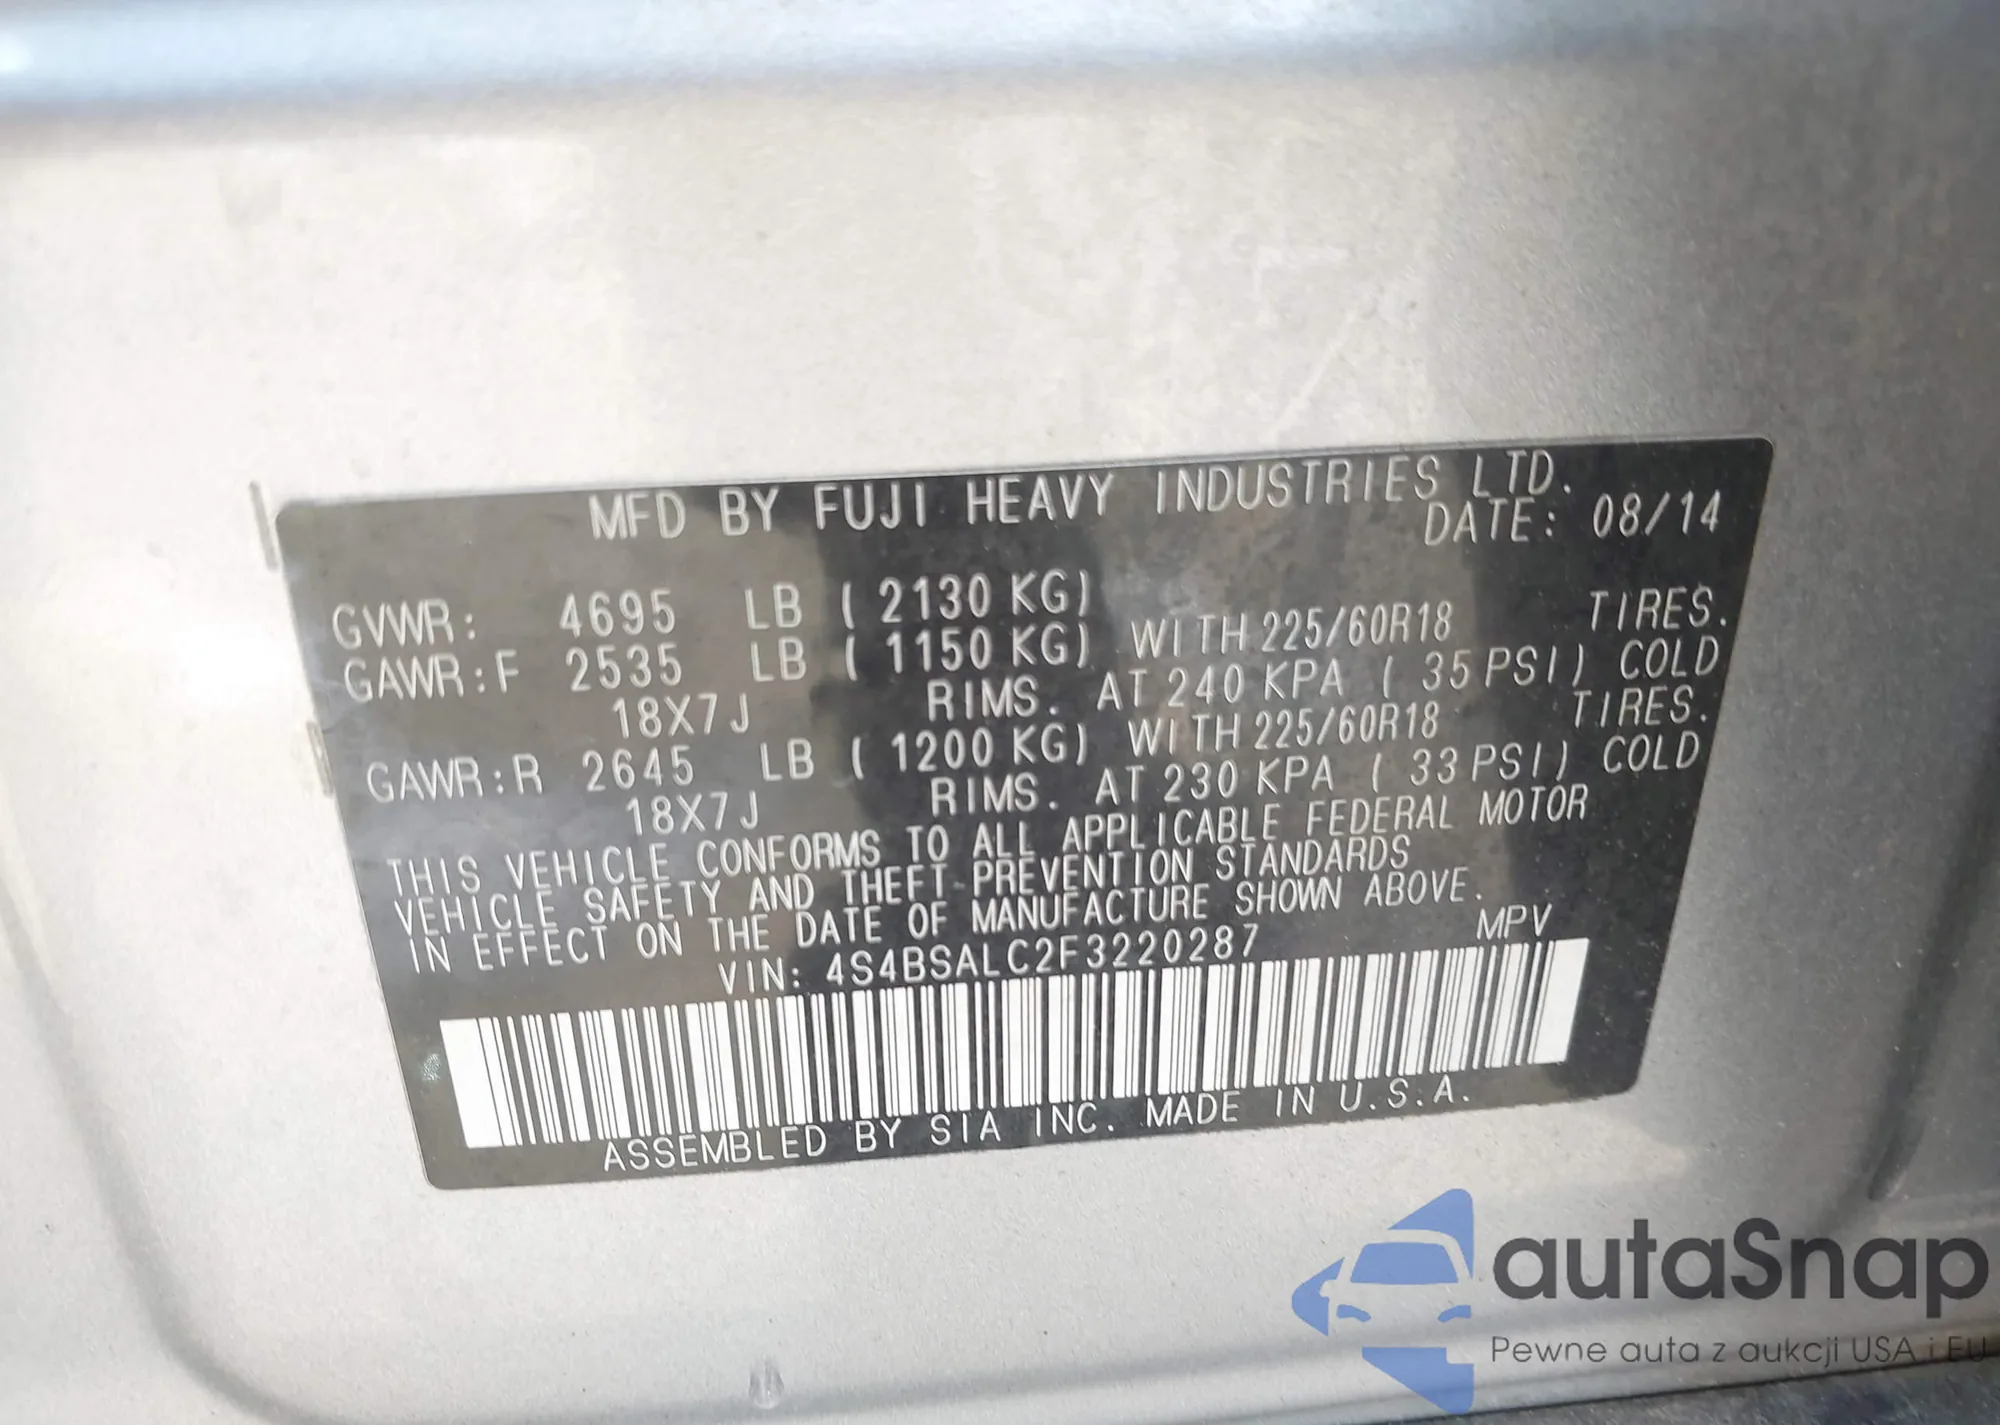 MFD BY FUJI HEAVY INDUSTRIES LTD.
DATE: 08/14
GVWR: 4695 LB ( 2130 KG)
GAWR:F 2535 LB ( 1150 KG) WITH 225/60R18 TIRES.
18X7J RIMS. AT 240 KPA ( 35 PSI) COLD
GAWR:R 2645 LB ( 1200 KG) WITH 225/60R18 TIRES.
18X7J RIMS. AT 230 KPA ( 33 PSI) COLD
THIS VEHICLE CONFORMS TO ALL APPLICABLE FEDERAL MOTOR
VEHICLE SAFETY AND THEFT PREVENTION STANDARDS
IN EFFECT ON THE DATE OF MANUFACTURE SHOWN ABOVE.
VIN: 4S4BSALC2F3220287 MPV
ASSEMBLED BY SIA INC. MADE IN U.S.A.
autaSnap
Pewne auta z aukcji USA i EU